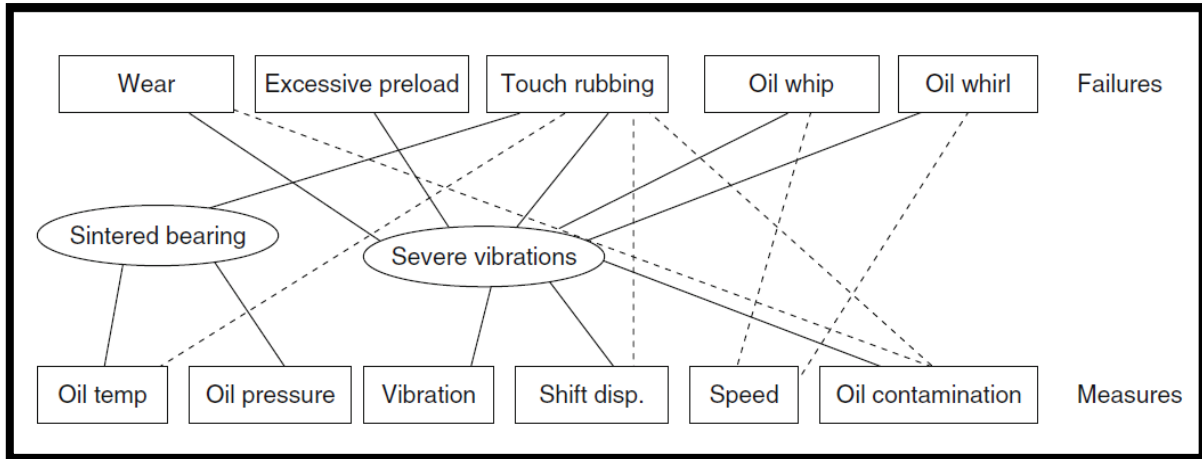 Wear
Excessive preload
Touch rubbing
Oil whip
Oil whirl
Failures
Sintered bearing
Severe vibrations
Oil temp
Oil pressure
Vibration
Shift disp.
Speed
Oil contamination
Measures